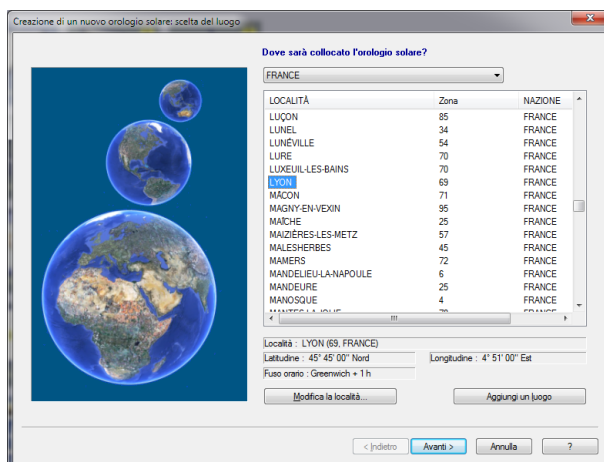 Creazione di un nuovo orologio solare: scelta del luogo
Dove sarà collocato l'orologio solare?
FRANCE
LOCALITÀ Zona NAZIONE
LUÇON 85 FRANCE
LUNEL 34 FRANCE
LUNÉVILLE 54 FRANCE
LURE 70 FRANCE
LUXEUIL-LES-BAINS 70 FRANCE
LYON 69 FRANCE
MÂCON 71 FRANCE
MAGNY-EN-VEXIN 95 FRANCE
MAÎCHE 25 FRANCE
MAIZIÈRES-LES-METZ 57 FRANCE
MALESHERBES 45 FRANCE
MAMERS 72 FRANCE
MANDELIEU-LA-NAPOULE 6 FRANCE
MANDEURE 25 FRANCE
MANOSQUE 4 FRANCE
MANTES-LA-JOLIE 78 FRANCE
Località : LYON (69, FRANCE)
Latitudine : 45° 45' 00'' Nord Longitudine : 4° 51' 00'' Est
Fuso orario : Greenwich + 1 h
Modifica la località... Aggiungi un luogo
< Indietro Avanti > Annulla ?